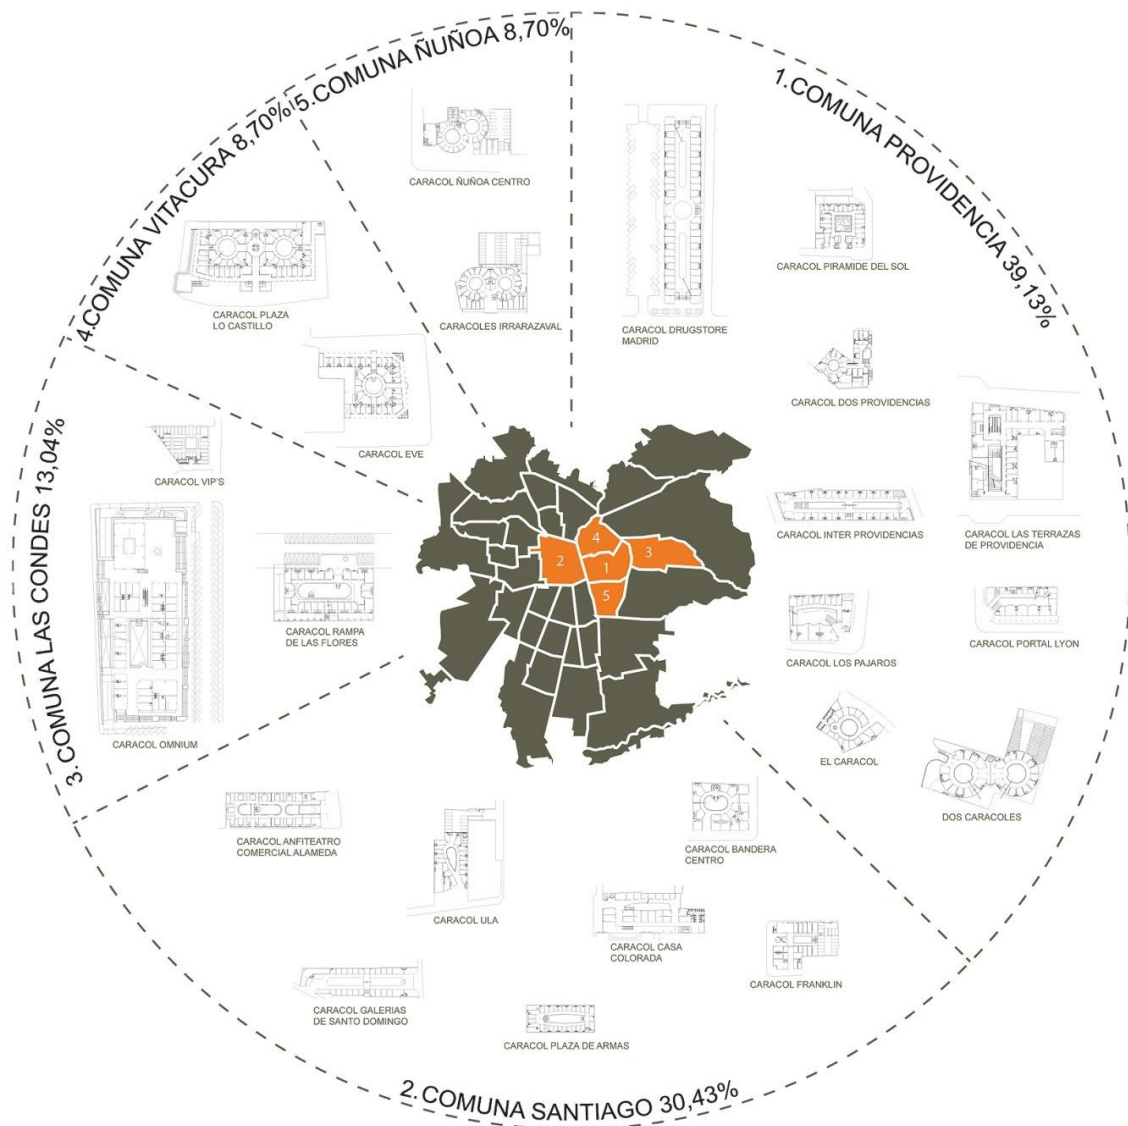 5.COMUNA ÑUÑOA 8,70%
1.COMUNA PROVIDENCIA 39,13%
4.COMUNA VITACURA 8,70%
3. COMUNA LAS CONDES 13,04%
2. COMUNA SANTIAGO 30,43%
CARACOL ÑUÑOA CENTRO
CARACOLES IRRARAZAVAL
CARACOL PLAZA
LO CASTILLO
CARACOL EVE
CARACOL VIP'S
CARACOL RAMPA
DE LAS FLORES
CARACOL OMNIUM
CARACOL DRUGSTORE
MADRID
CARACOL PIRAMIDE DEL SOL
CARACOL DOS PROVIDENCIAS
CARACOL INTER PROVIDENCIAS
CARACOL LAS TERRAZAS
DE PROVIDENCIA
CARACOL LOS PAJAROS
CARACOL PORTAL LYON
EL CARACOL
DOS CARACOLES
4
2
1
3
5
CARACOL ANFITEATRO
COMERCIAL ALAMEDA
CARACOL ULA
CARACOL BANDERA
CENTRO
CARACOL CASA
COLORADA
CARACOL FRANKLIN
CARACOL GALERIAS
DE SANTO DOMINGO
CARACOL PLAZA DE ARMAS